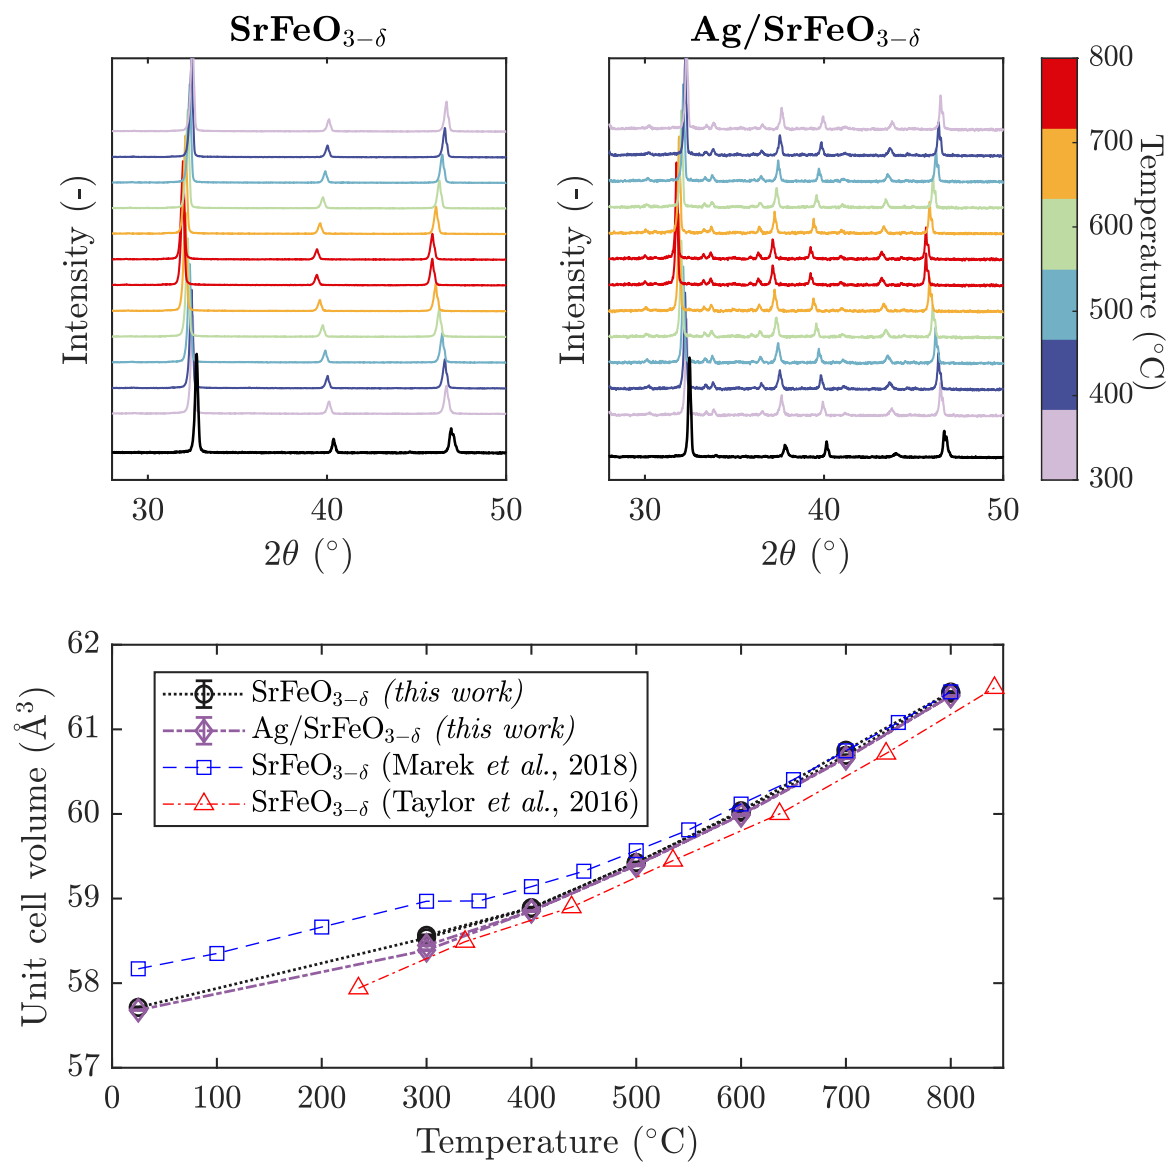 SrFeO₃₋δ
Ag/SrFeO₃₋δ
Intensity (-)
30 40 50
2θ (°)
Intensity (-)
30 40 50
2θ (°)
800
700
600
500
400
300
Temperature (°C)
62
61
60
59
58
57
Unit cell volume (Å³)
SrFeO₃₋δ (this work)
Ag/SrFeO₃₋δ (this work)
SrFeO₃₋δ (Marek et al., 2018)
SrFeO₃₋δ (Taylor et al., 2016)
0 100 200 300 400 500 600 700 800
Temperature (°C)